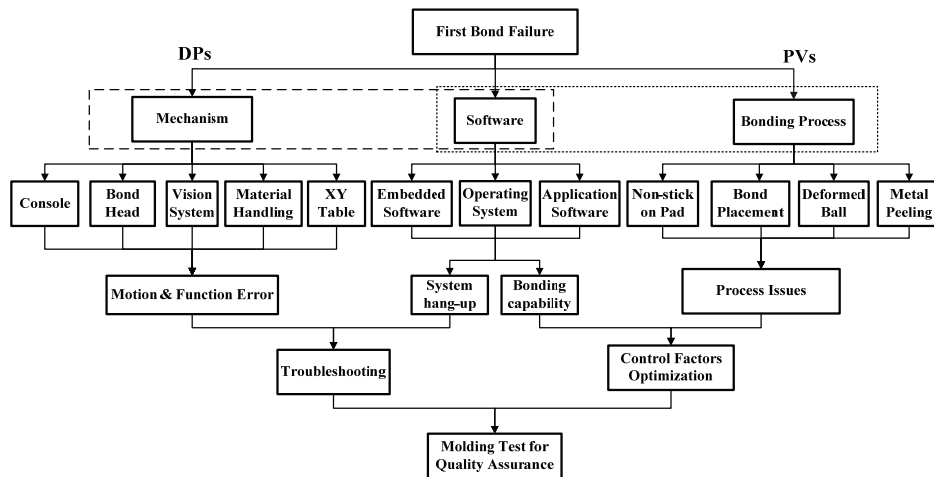 First Bond Failure
DPs
PVs
Mechanism
Software
Bonding Process
Console
Bond
Head
Vision
System
Material
Handling
XY
Table
Embedded
Software
Operating
System
Application
Software
Non-stick
on Pad
Bond
Placement
Deformed
Ball
Metal
Peeling
Motion & Function Error
System
hang-up
Bonding
capability
Process Issues
Troubleshooting
Control Factors
Optimization
Molding Test for
Quality Assurance